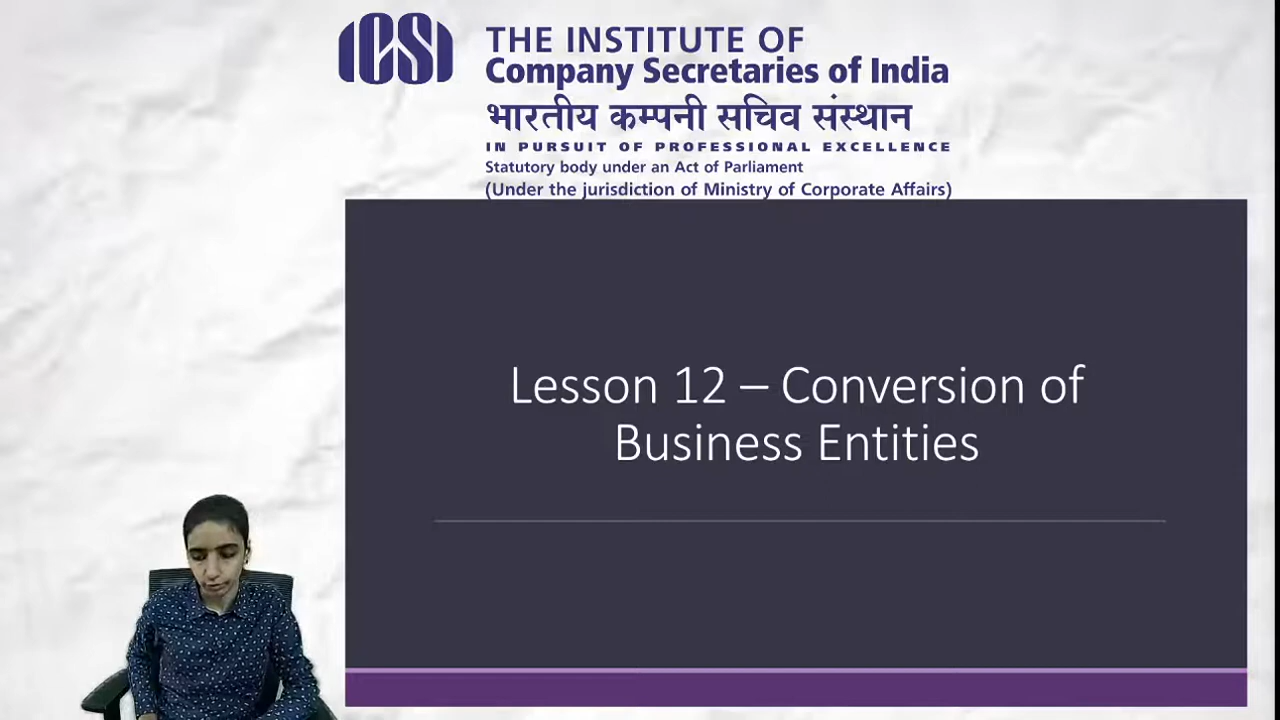 ICSI
THE INSTITUTE OF
Company Secretaries of India
भारतीय कम्पनी सचिव संस्थान
IN PURSUIT OF PROFESSIONAL EXCELLENCE
Statutory body under an Act of Parliament
(Under the jurisdiction of Ministry of Corporate Affairs)
Lesson 12 – Conversion of
Business Entities